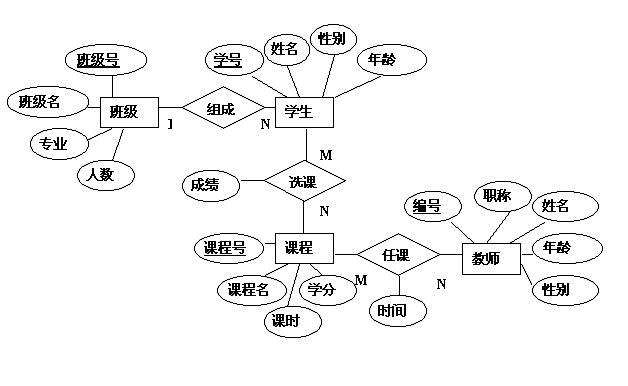 班级号
学号
姓名
性别
年龄
班级名
班级
1
组成
N
学生
专业
人数
M
成绩
选课
N
编号
职称
姓名
课程号
课程
任课
教师
年龄
课程名
学分
M
N
性别
课时
时间